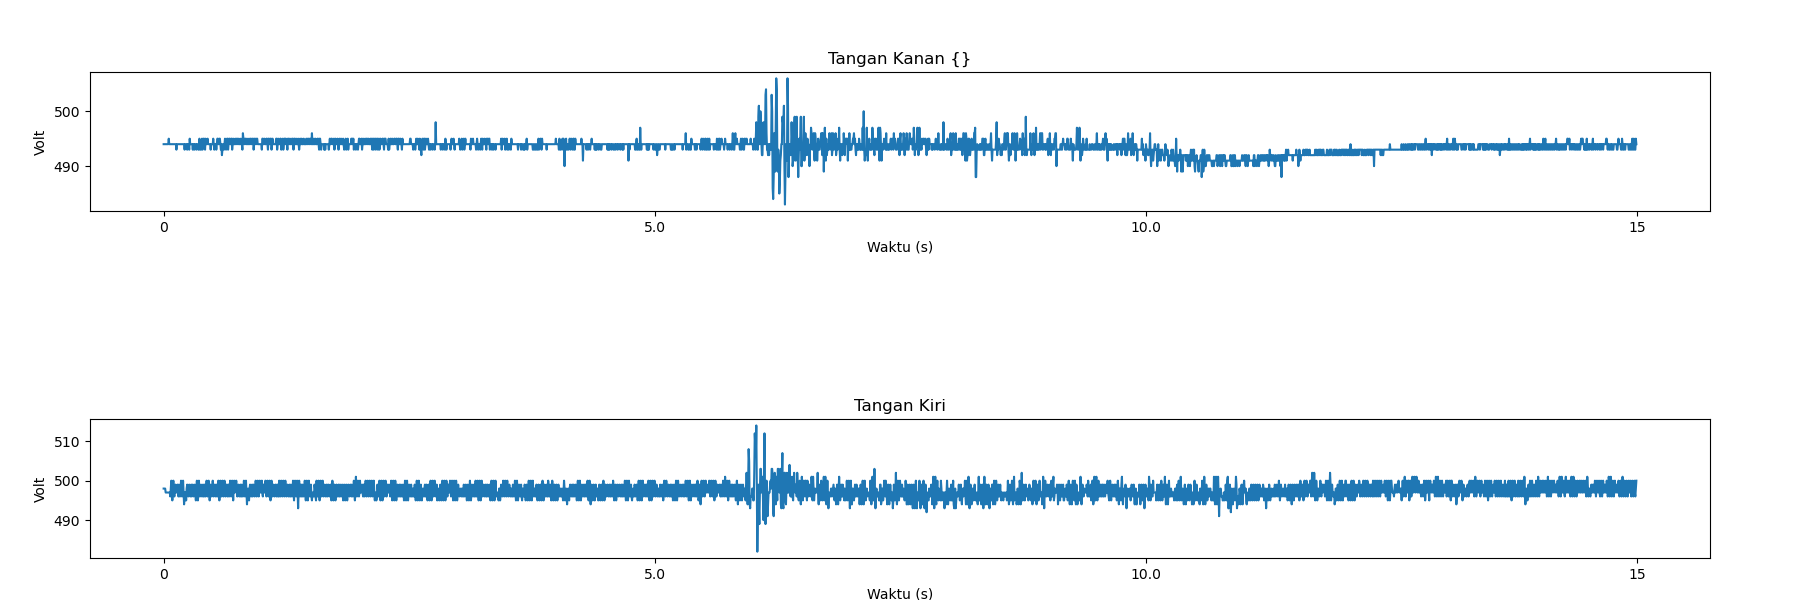 Tangan Kanan {}
Volt
500
490
0 5.0 10.0 15
Waktu (s)
Tangan Kiri
Volt
510
500
490
0 5.0 10.0 15
Waktu (s)